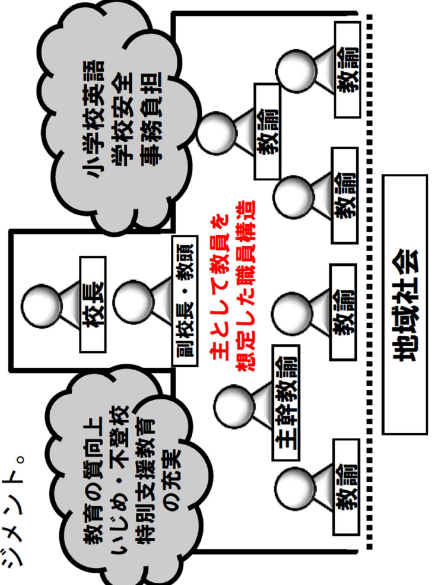 ジメント。
教育の質向上
いじめ・不登校
特別支援教育
の充実
校長
副校長・教頭
小学校英語
学校安全
事務負担
主として教員を
想定した職員構造
主幹教諭
教諭
教諭
教諭
教諭
教諭
地域社会